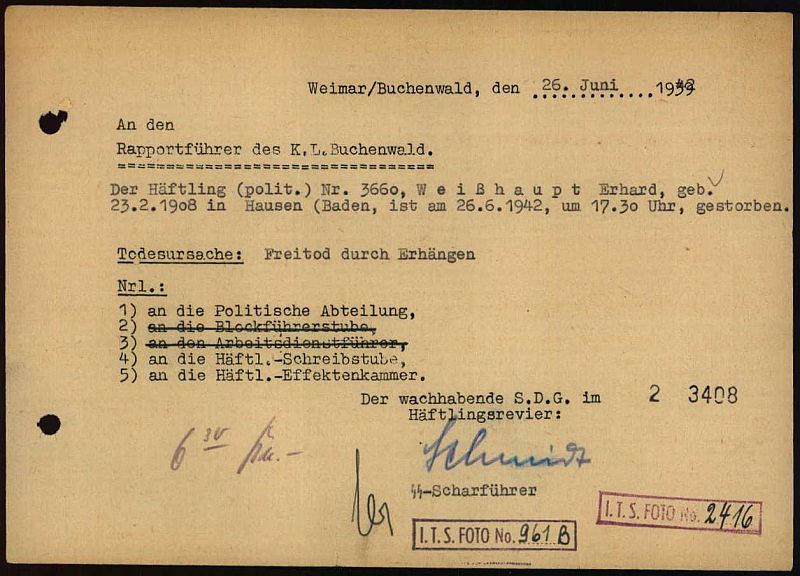 Weimar/Buchenwald, den 26. Juni 1942
An den
Rapportführer des K.L.Buchenwald.
================================
Der Häftling (polit.) Nr. 366o, W e i ß h a u p t Erhard, geb.
23.2.19o8 in Hausen (Baden, ist am 26.6.1942, um 17.3o Uhr, gestorben.
Todesursache: Freitod durch Erhängen
Nrl.:
1) an die Politische Abteilung,
2) an die Blockführerstube,
3) an den Arbeitsdienstführer,
4) an die Häftl.-Schreibstube,
5) an die Häftl.-Effektenkammer.
Der wachhabende S.D.G. im 2 3408
Häftlingsrevier:
6 30
Schmidt
SS-Scharführer
I.T.S. FOTO No. 2416
I.T.S. FOTO No. 961 B